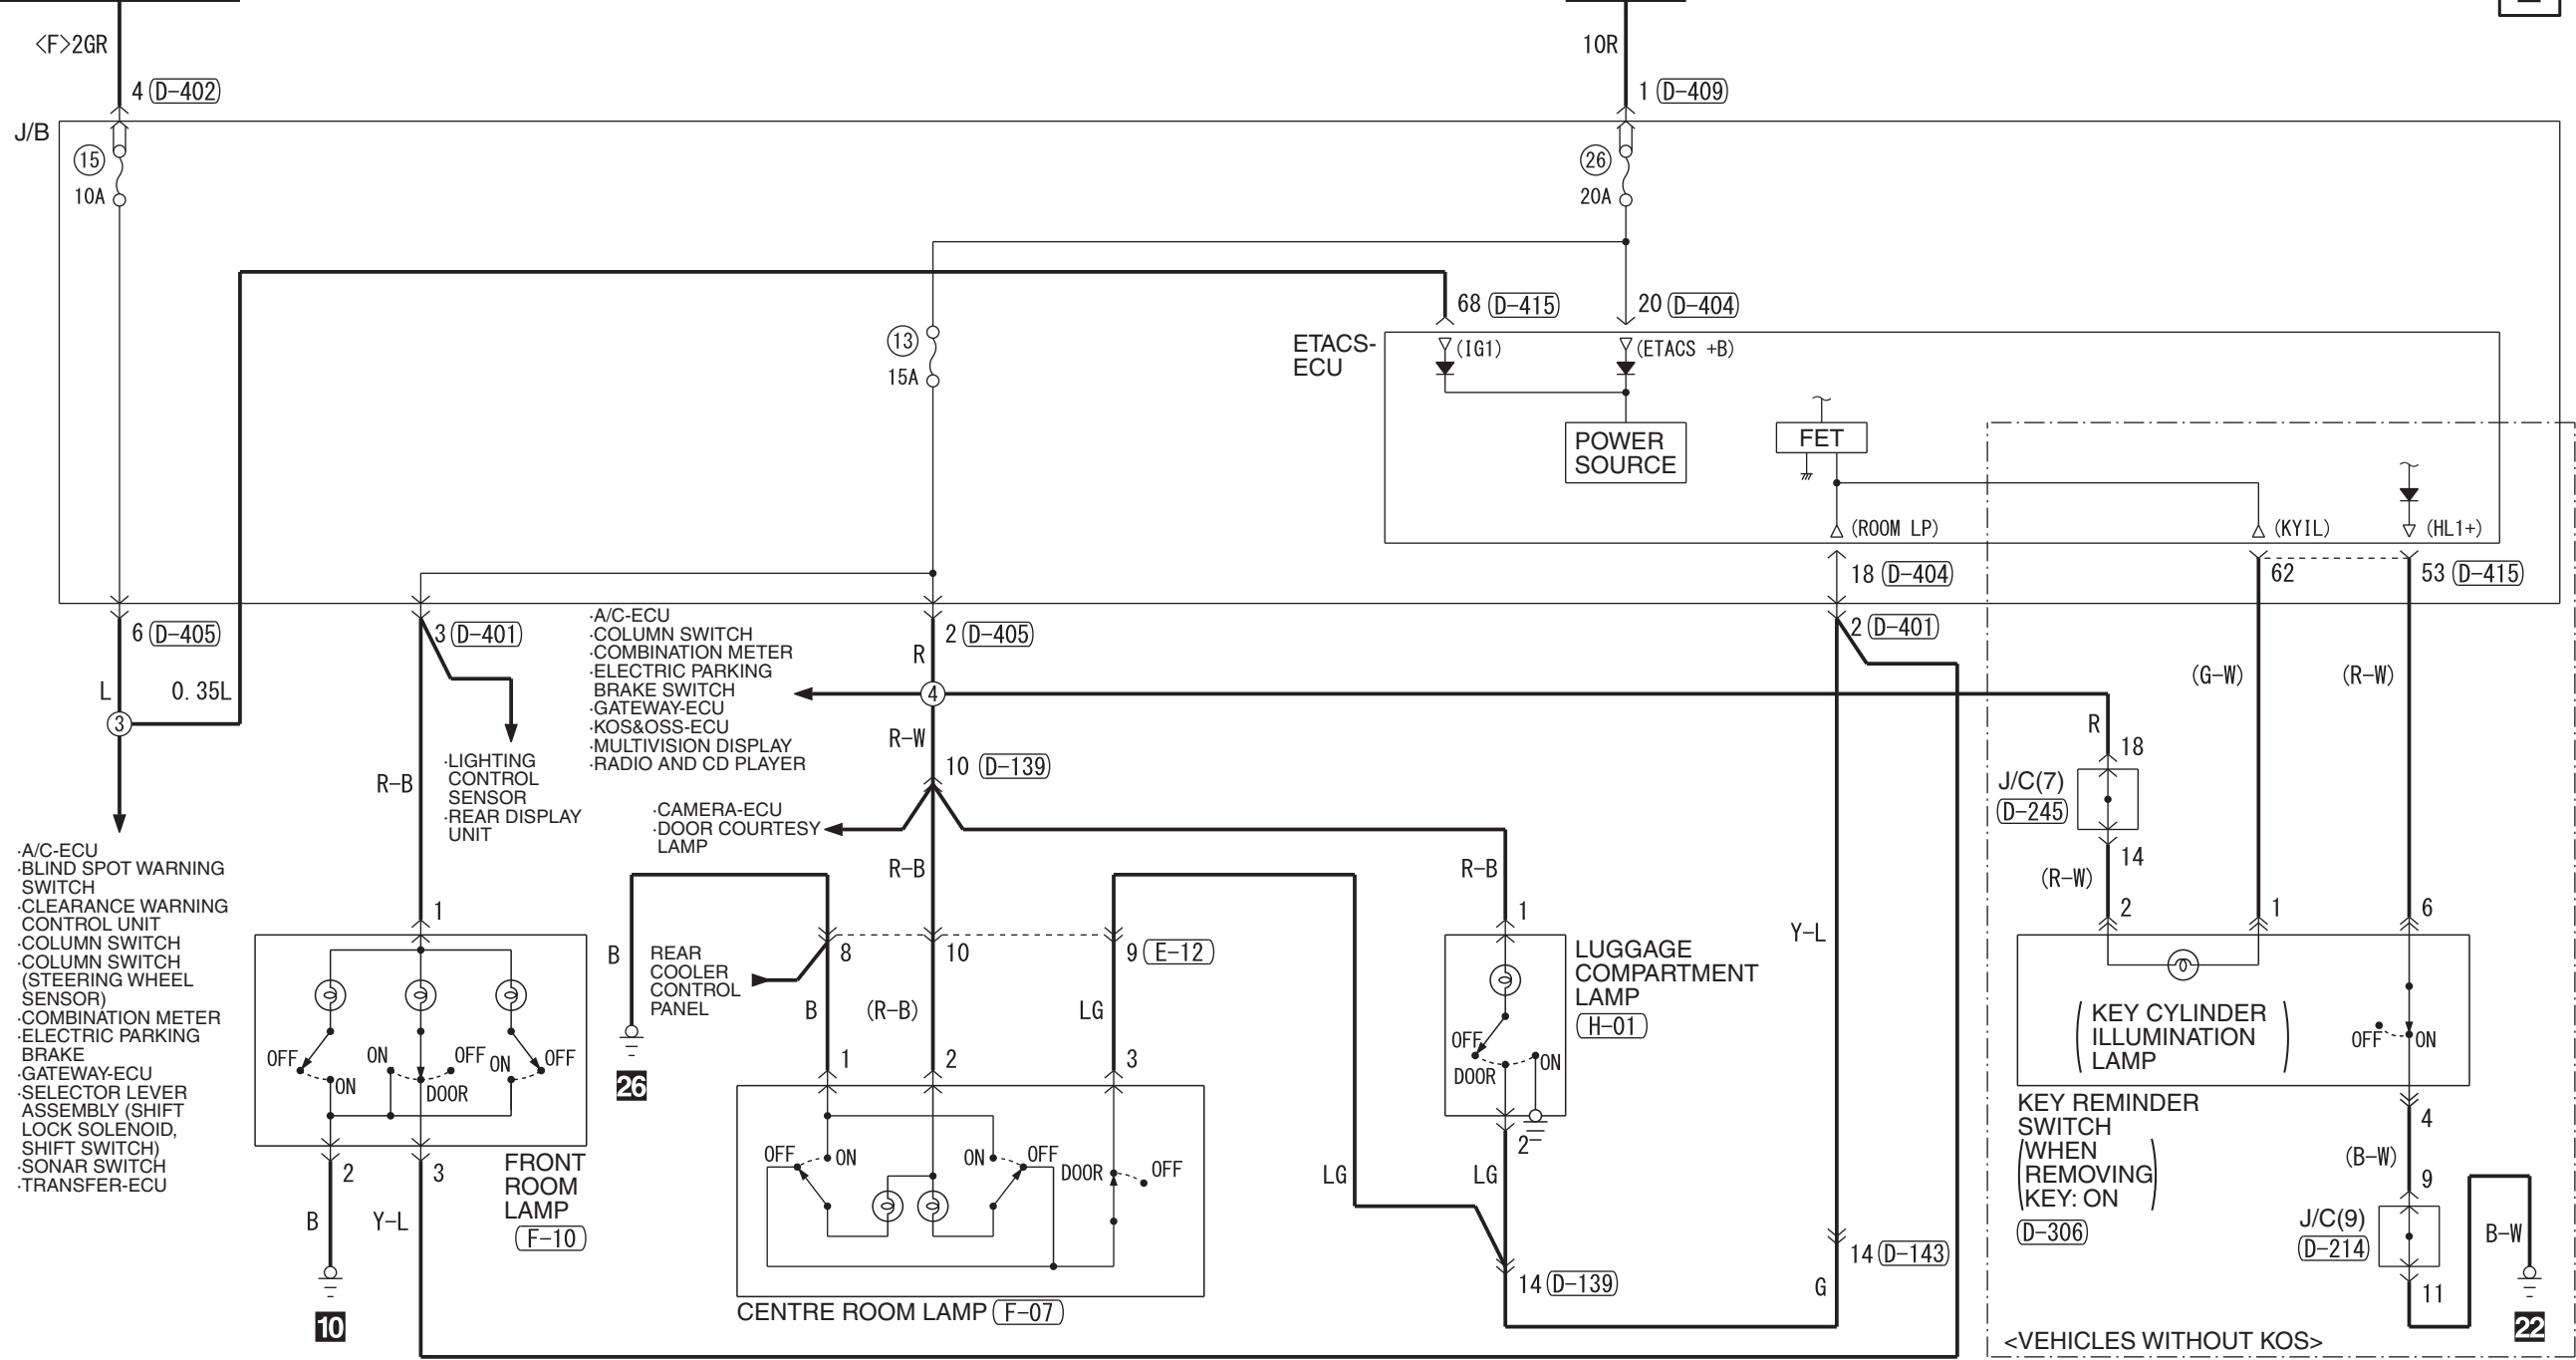 <F>2GR
10R
4 D-402
1 D-409
J/B
15
10A
26
20A
68 D-415
20 D-404
13
15A
ETACS-
ECU
(IG1)
(ETACS +B)
POWER
SOURCE
FET
(ROOM LP)
(KYIL)
(HL1+)
18 D-404
62
53 D-415
6 D-405
3 D-401
2 D-405
2 D-401
L
0. 35L
3
R
4
R-W
·A/C-ECU
·COLUMN SWITCH
·COMBINATION METER
·ELECTRIC PARKING
BRAKE SWITCH
·GATEWAY-ECU
·KOS&OSS-ECU
·MULTIVISION DISPLAY
·RADIO AND CD PLAYER
(G-W)
(R-W)
R
18
J/C(7)
D-245
14
(R-W)
10 D-139
R-B
·LIGHTING
CONTROL
SENSOR
·REAR DISPLAY
UNIT
·CAMERA-ECU
·DOOR COURTESY
LAMP
·A/C-ECU
·BLIND SPOT WARNING
SWITCH
·CLEARANCE WARNING
CONTROL UNIT
·COLUMN SWITCH
·COLUMN SWITCH
(STEERING WHEEL
SENSOR)
·COMBINATION METER
·ELECTRIC PARKING
BRAKE
·GATEWAY-ECU
·SELECTOR LEVER
ASSEMBLY (SHIFT
LOCK SOLENOID,
SHIFT SWITCH)
·SONAR SWITCH
·TRANSFER-ECU
R-B
R-B
1
1
2
1
6
B
REAR
COOLER
CONTROL
PANEL
8
10
9 E-12
B
(R-B)
LG
1
2
3
26
Y-L
LUGGAGE
COMPARTMENT
LAMP
H-01
OFF
DOOR
ON
2
LG
LG
OFF
ON
ON
DOOR
OFF
ON
OFF
2
3
FRONT
ROOM
LAMP
F-10
B
Y-L
10
OFF
ON
ON
OFF
DOOR
OFF
CENTRE ROOM LAMP F-07
14 D-139
14 D-143
G
KEY CYLINDER
ILLUMINATION
LAMP
OFF
ON
KEY REMINDER
SWITCH
WHEN
REMOVING
KEY: ON
D-306
4
(B-W)
9
J/C(9)
D-214
11
B-W
22
<VEHICLES WITHOUT KOS>